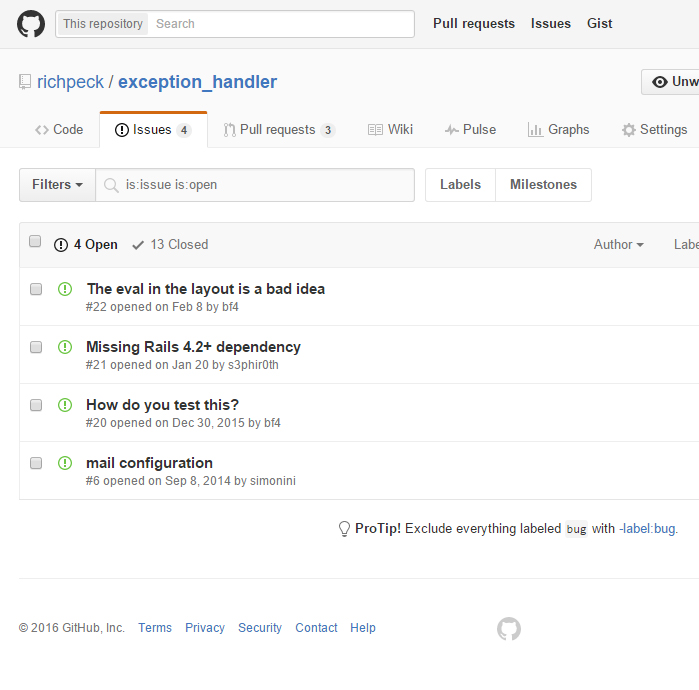 This repository Search Pull requests Issues Gist
richpeck / exception_handler Unw
Code Issues 4 Pull requests 3 Wiki Pulse Graphs Settings
Filters is:issue is:open Labels Milestones
4 Open 13 Closed Author Labe
The eval in the layout is a bad idea
#22 opened on Feb 8 by bf4
Missing Rails 4.2+ dependency
#21 opened on Jan 20 by s3phir0th
How do you test this?
#20 opened on Dec 30, 2015 by bf4
mail configuration
#6 opened on Sep 8, 2014 by simonini
ProTip! Exclude everything labeled bug with -label:bug.
© 2016 GitHub, Inc. Terms Privacy Security Contact Help